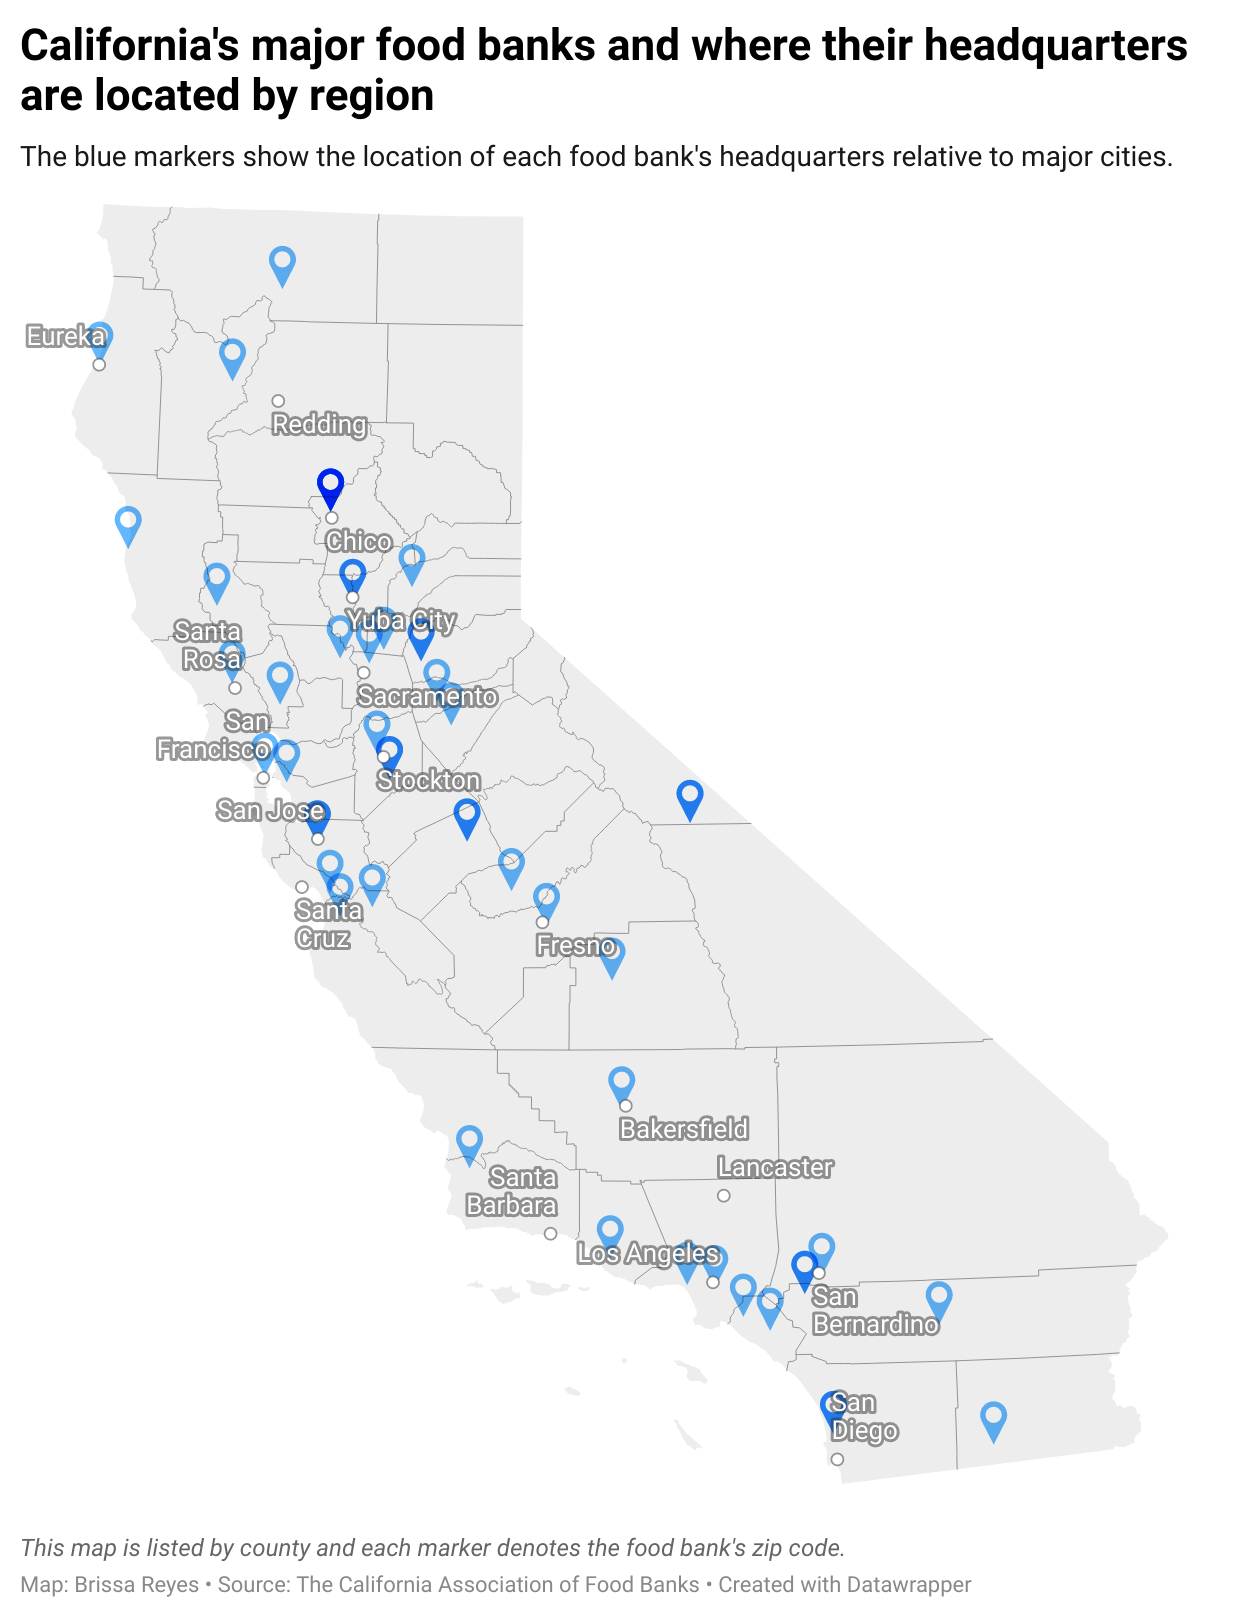 California's major food banks and where their headquarters
are located by region
The blue markers show the location of each food bank's headquarters relative to major cities.
Eureka
Redding
Chico
Yuba City
Santa
Rosa
Sacramento
San
Francisco
Stockton
San Jose
Santa
Cruz
Fresno
Bakersfield
Lancaster
Santa
Barbara
Los Angeles
San
Bernardino
San
Diego
This map is listed by county and each marker denotes the food bank's zip code.
Map: Brissa Reyes • Source: The California Association of Food Banks • Created with Datawrapper